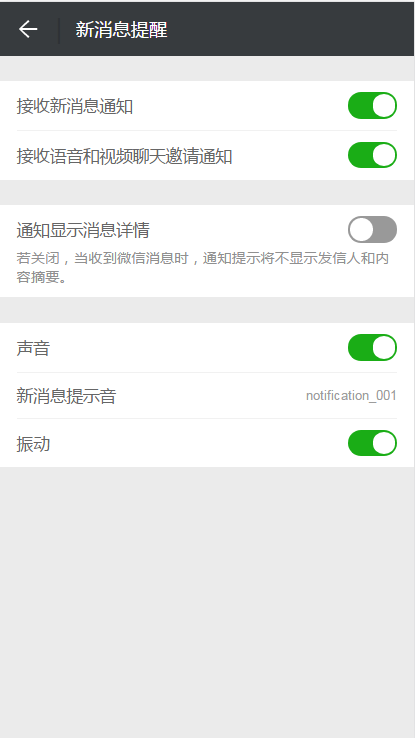 新消息提醒
接收新消息通知
接收语音和视频聊天邀请通知
通知显示消息详情
若关闭，当收到微信消息时，通知提示将不显示发信人和内
容摘要。
声音
新消息提示音 notification_001
振动